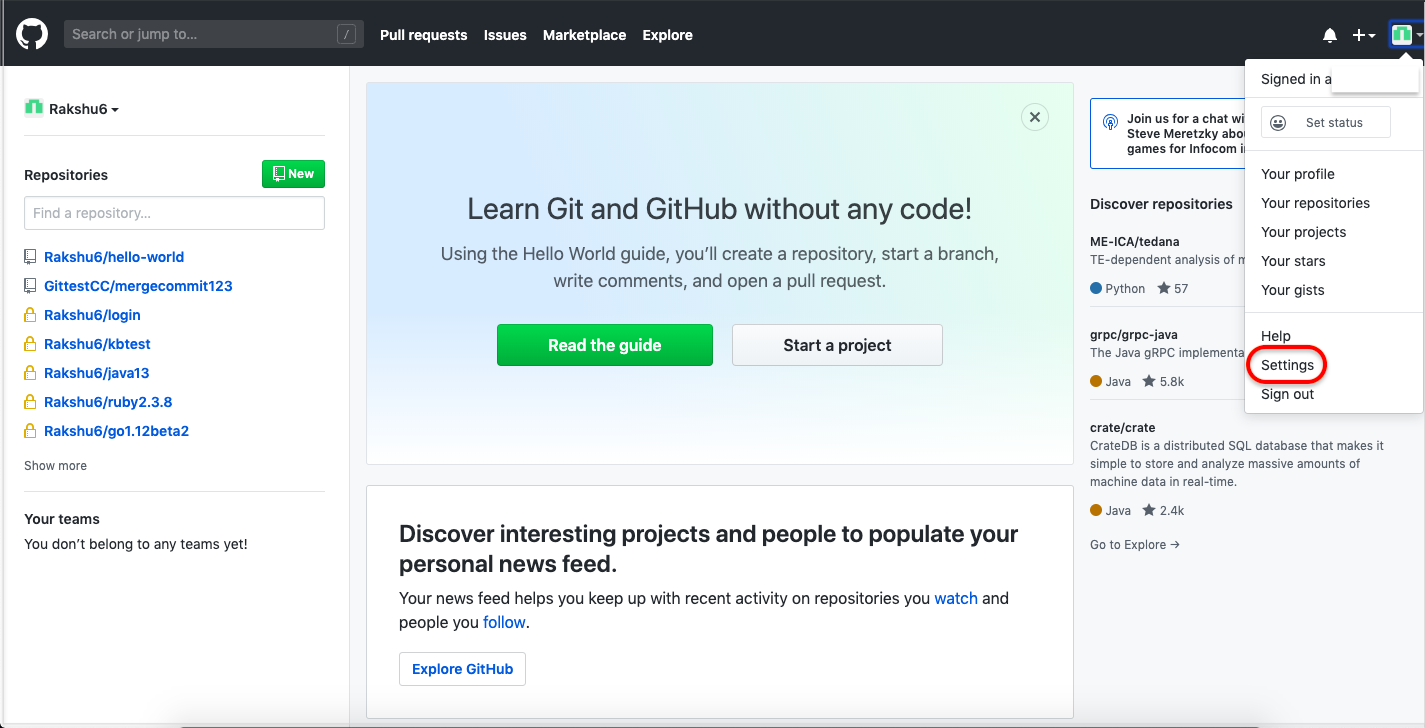 Search or jump to...
/
Pull requests
Issues
Marketplace
Explore
Rakshu6
Repositories
New
Find a repository...
Rakshu6/hello-world
GittestCC/mergecommit123
Rakshu6/login
Rakshu6/kbtest
Rakshu6/java13
Rakshu6/ruby2.3.8
Rakshu6/go1.12beta2
Show more
Your teams
You don't belong to any teams yet!
Learn Git and GitHub without any code!
Using the Hello World guide, you'll create a repository, start a branch,
write comments, and open a pull request.
Read the guide
Start a project
Discover interesting projects and people to populate your
personal news feed.
Your news feed helps you keep up with recent activity on repositories you watch and
people you follow.
Explore GitHub
Join us for a chat wi
Steve Meretzky abou
games for Infocom i
Discover repositories
ME-ICA/tedana
TE-dependent analysis of m
Python
57
grpc/grpc-java
The Java gRPC implementa
Java
5.8k
crate/crate
CrateDB is a distributed SQL database that makes it
simple to store and analyze massive amounts of
machine data in real-time.
Java
2.4k
Go to Explore →
Signed in a
Set status
Your profile
Your repositories
Your projects
Your stars
Your gists
Help
Settings
Sign out